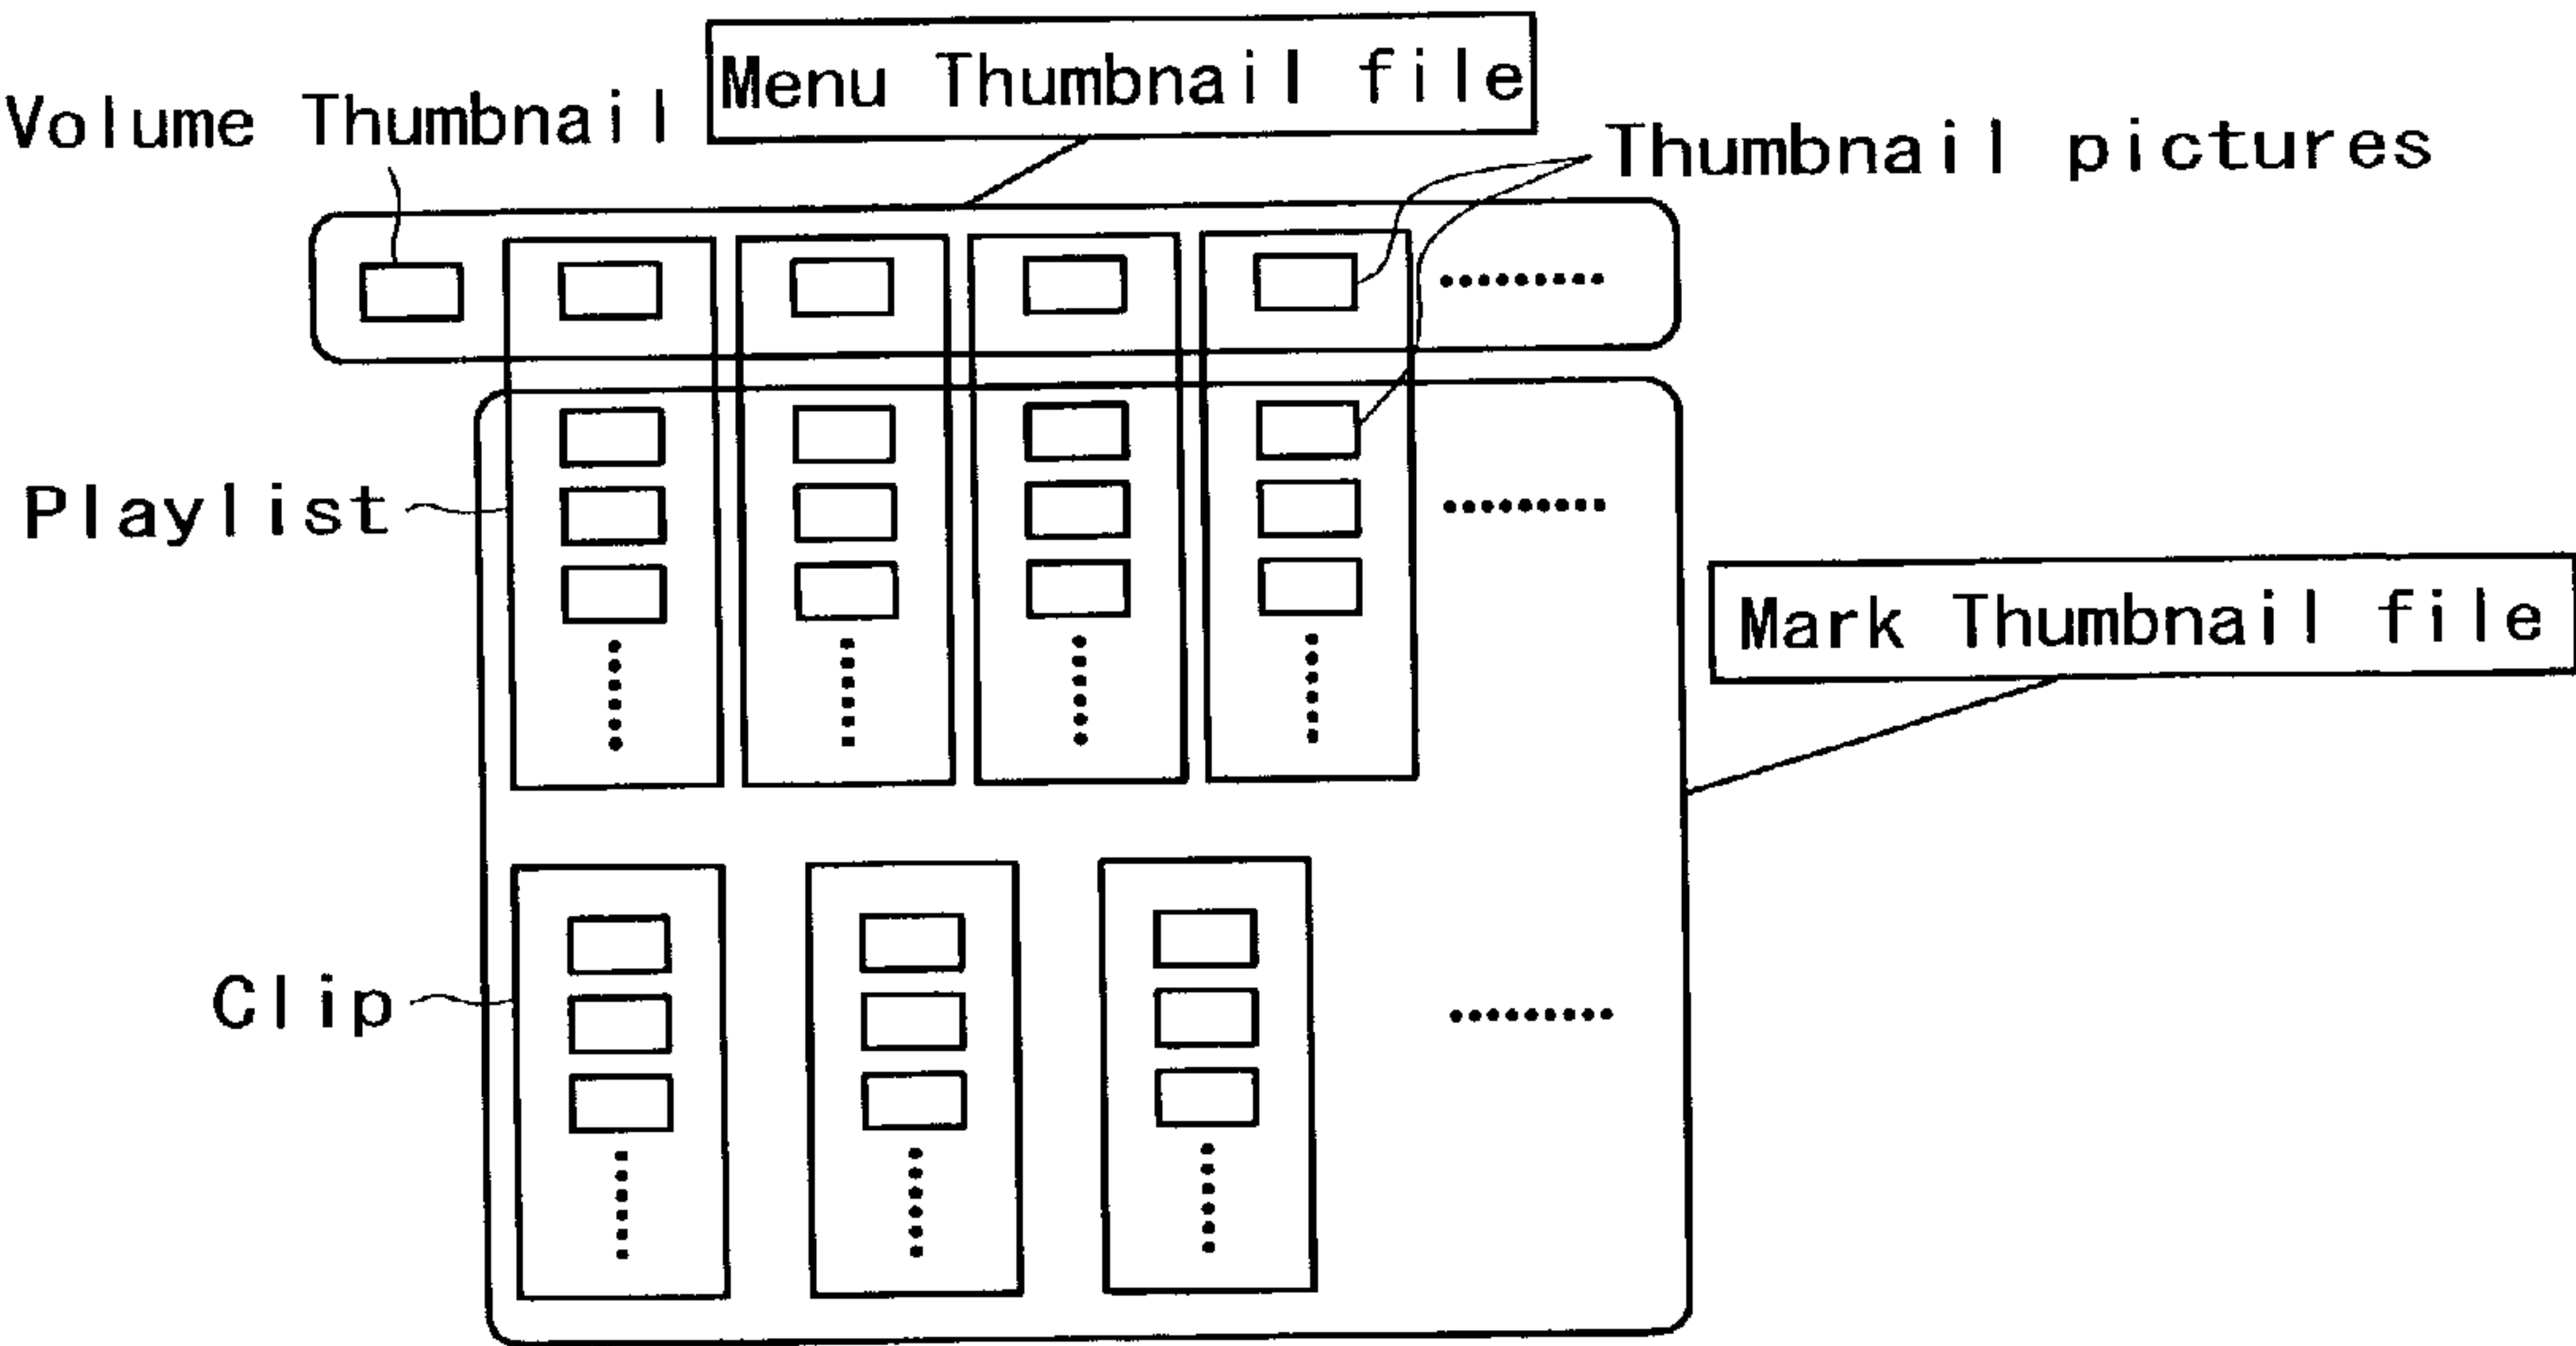 Menu Thumbnail file
Volume Thumbnail
Thumbnail pictures
Playlist
Mark Thumbnail file
Clip